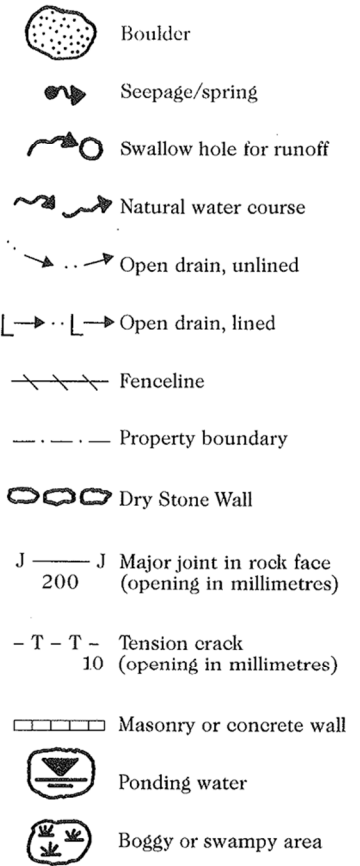 Boulder
Seepage/spring
Swallow hole for runoff
Natural water course
Open drain, unlined
L L Open drain, lined
Fenceline
Property boundary
Dry Stone Wall
J J Major joint in rock face
200 (opening in millimetres)
– T – T – Tension crack
10 (opening in millimetres)
Masonry or concrete wall
Ponding water
Boggy or swampy area